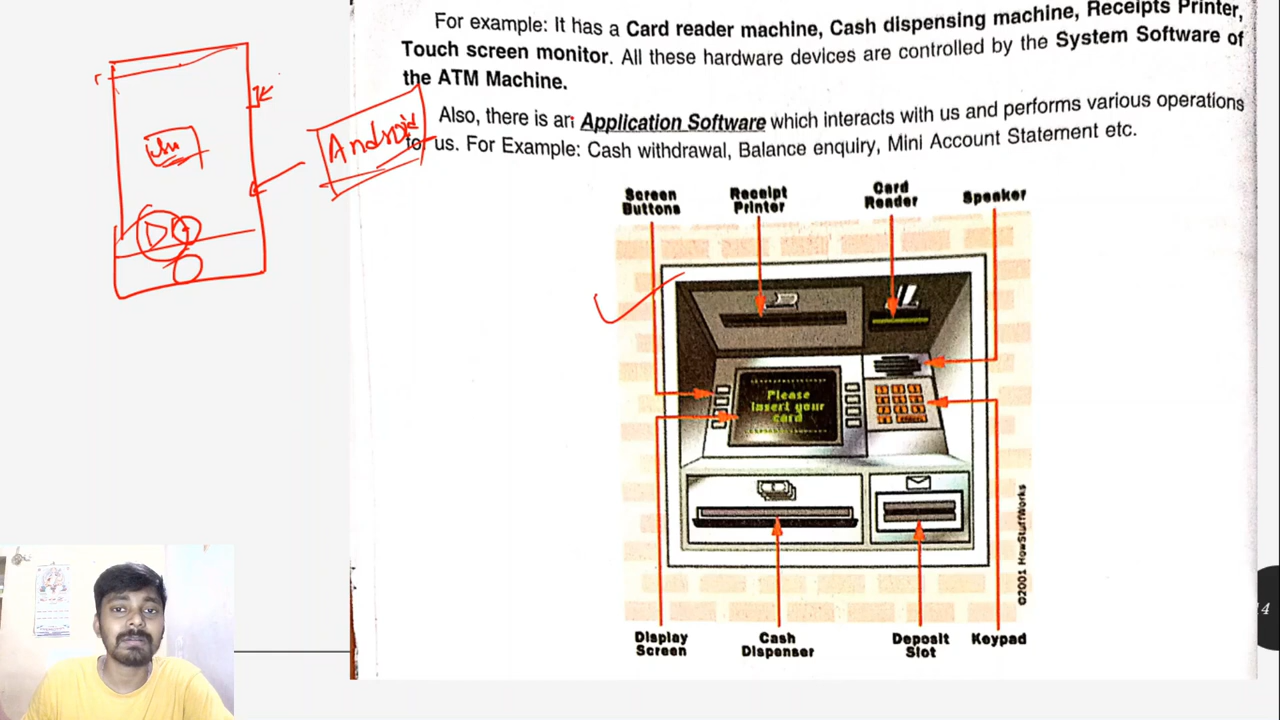 For example: It has a Card reader machine, Cash dispensing machine, Receipts Printer,
Touch screen monitor. All these hardware devices are controlled by the System Software of
the ATM Machine.
Also, there is an Application Software which interacts with us and performs various operations
for us. For Example: Cash withdrawal, Balance enquiry, Mini Account Statement etc.
Android
Screen
Buttons
Receipt
Printer
Card
Reader
Speaker
Please
Insert your
card
Display
Screen
Cash
Dispenser
Deposit
Slot
Keypad
©2001 HowStuffWorks